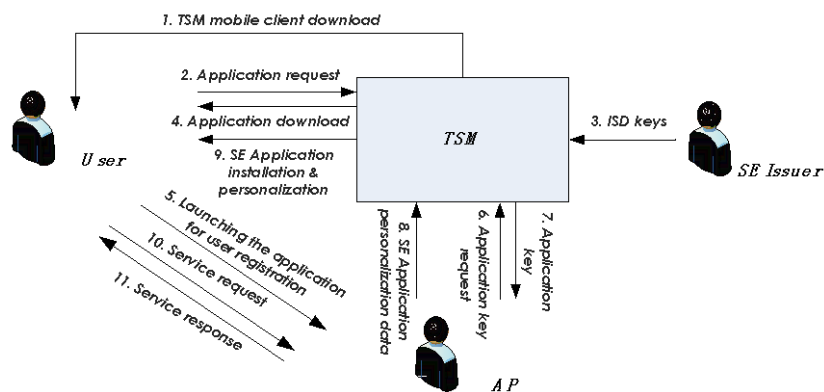 1. TSM mobile client download
2. Application request
4. Application download
9. SE Application
installation &
personalization
User
TSM
3. ISD keys
SE Issuer
5. Launching the application
for user registration
10. Service request
11. Service response
8. SE Application
personalization data
6. Application key
request
7. Application
key
AP